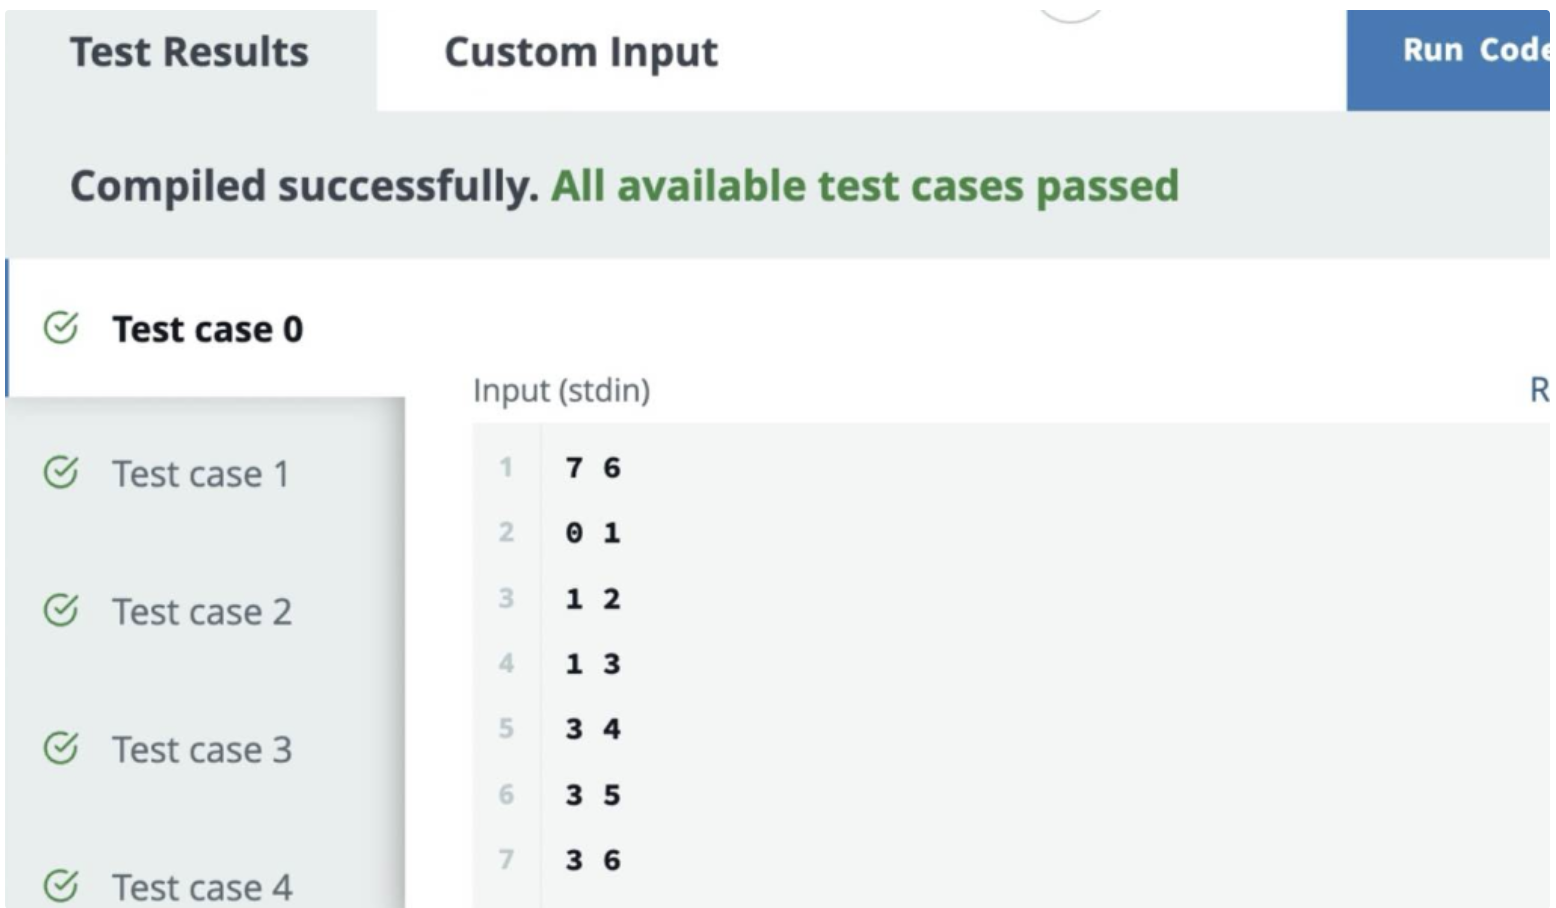 Test Results Custom Input Run Code
Compiled successfully. All available test cases passed
Test case 0
Test case 1
Test case 2
Test case 3
Test case 4
Input (stdin) R
1 7 6
2 0 1
3 1 2
4 1 3
5 3 4
6 3 5
7 3 6